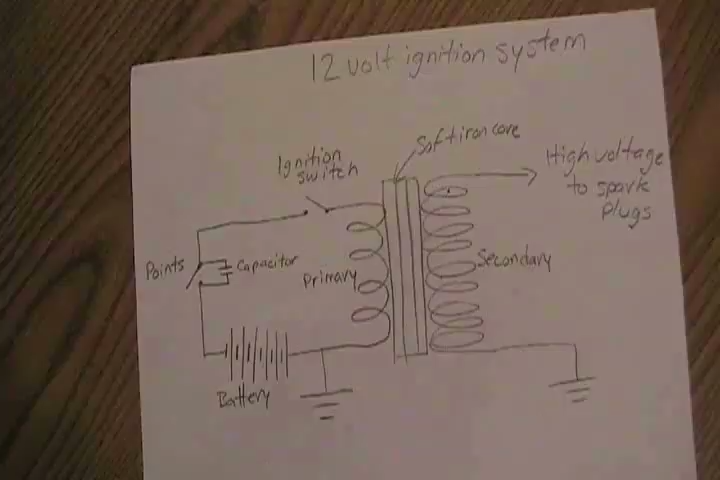 12 volt ignition system
Soft iron core
Ignition
switch
High voltage
to spark
plugs
Points
Capacitor
Primary
Secondary
Battery